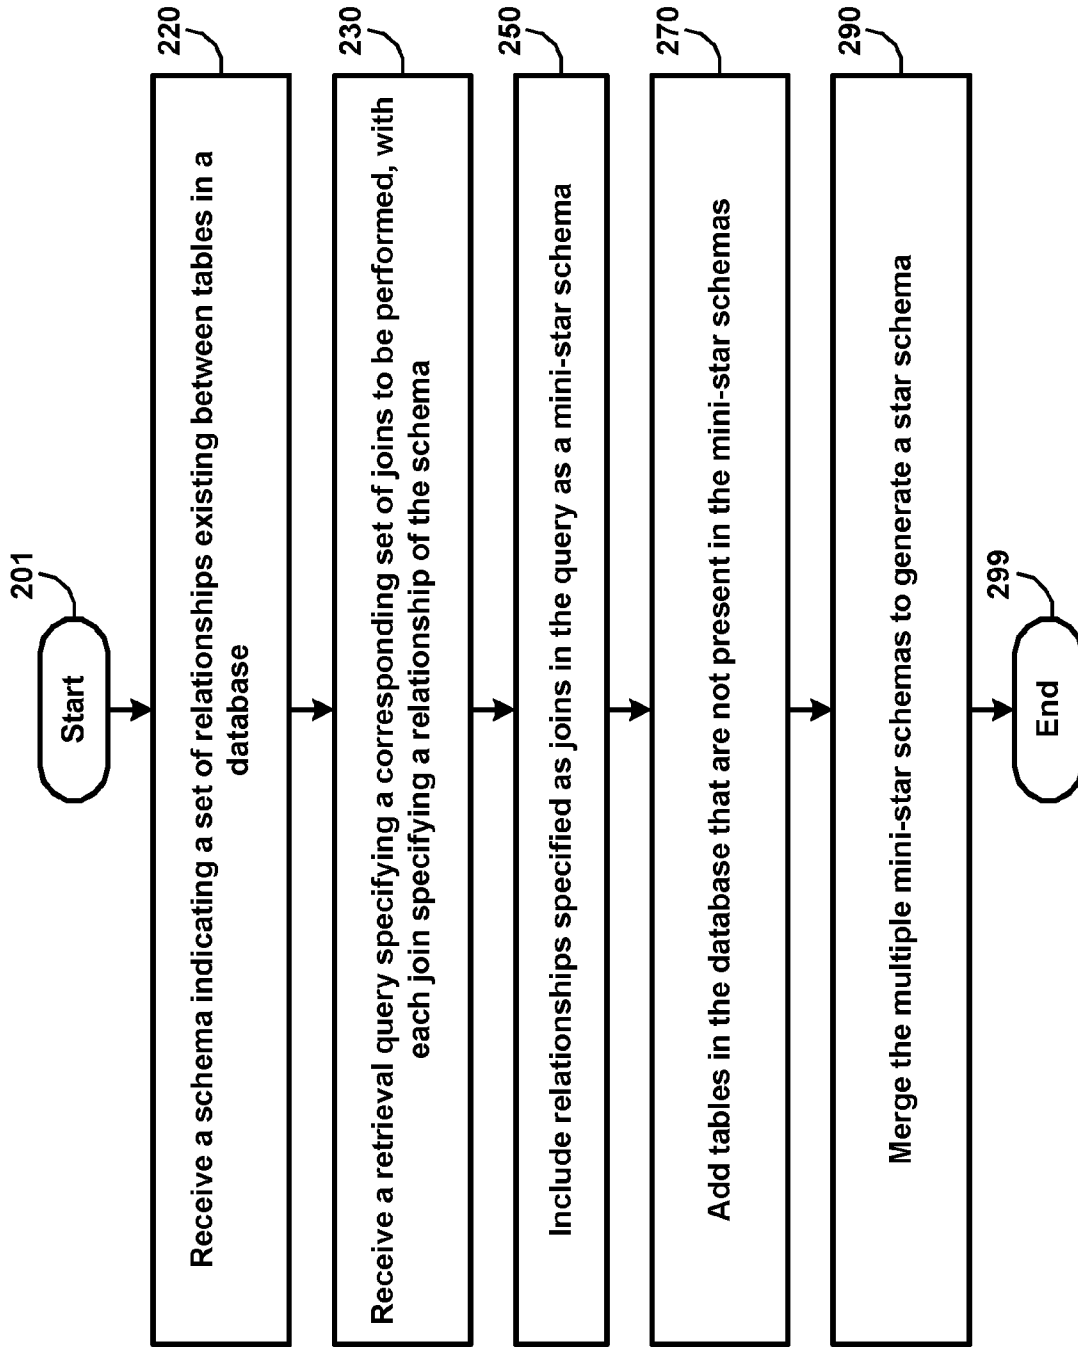 201
Start
220
Receive a schema indicating a set of relationships existing between tables in a
database
230
Receive a retrieval query specifying a corresponding set of joins to be performed, with
each join specifying a relationship of the schema
250
Include relationships specified as joins in the query as a mini-star schema
270
Add tables in the database that are not present in the mini-star schemas
290
Merge the multiple mini-star schemas to generate a star schema
299
End